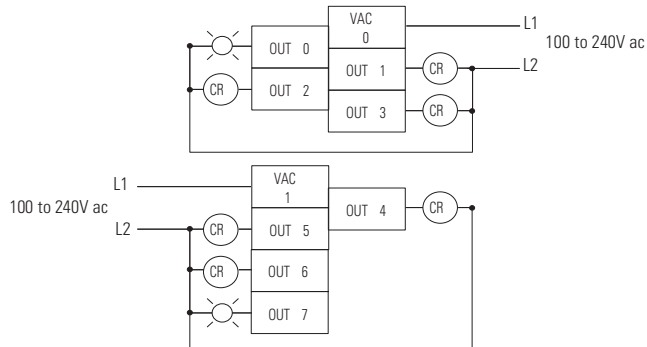 VAC
0
L1
100 to 240V ac
OUT 0
OUT 1
CR
L2
CR
OUT 2
OUT 3
CR
L1
VAC
1
100 to 240V ac
OUT 4
CR
L2
CR
OUT 5
CR
OUT 6
OUT 7